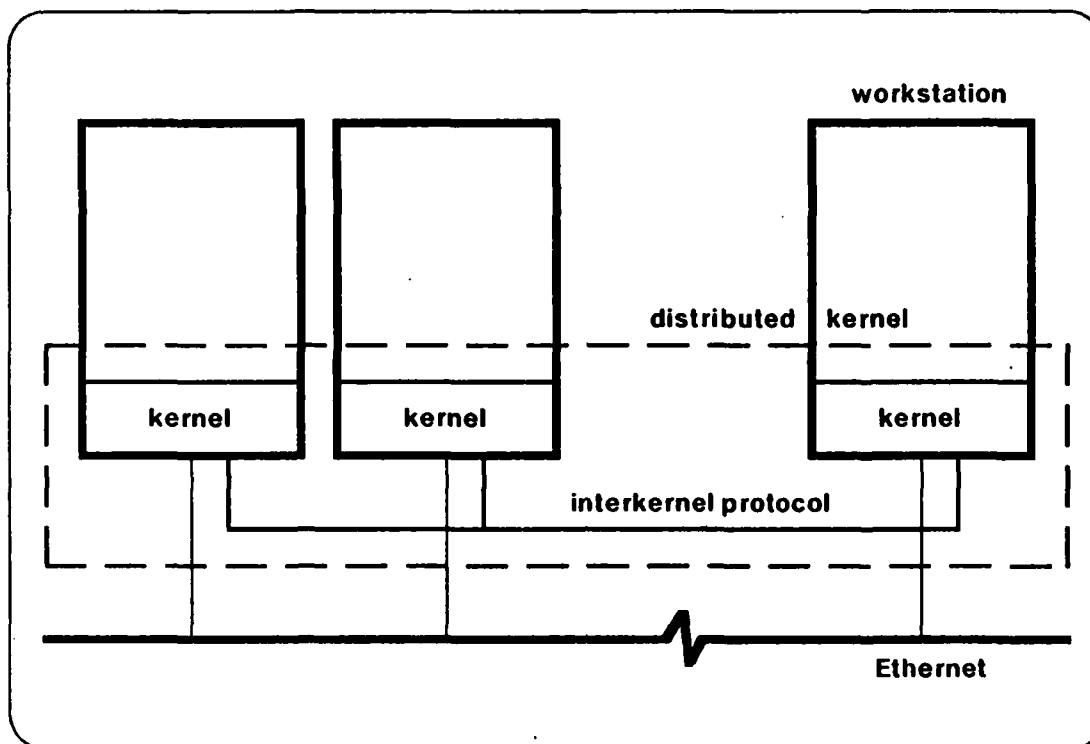 workstation
distributed kernel
kernel kernel kernel
interkernel protocol
Ethernet